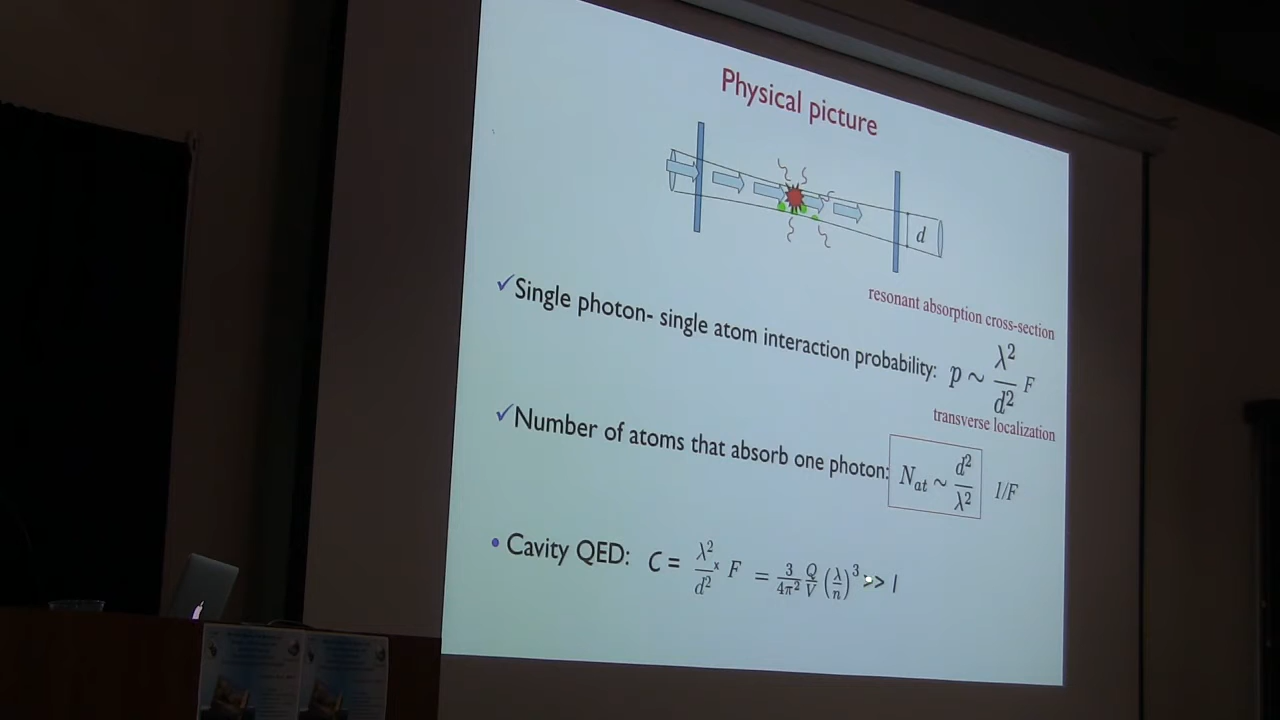 Physical picture
d
resonant absorption cross-section
✓Single photon- single atom interaction probability: p ~ λ²/d² F
transverse localization
✓Number of atoms that absorb one photon: N_at ~ d²/λ² 1/F
• Cavity QED: C = λ²/d² x F = 3/4π² Q/V (λ/n)³ >> 1